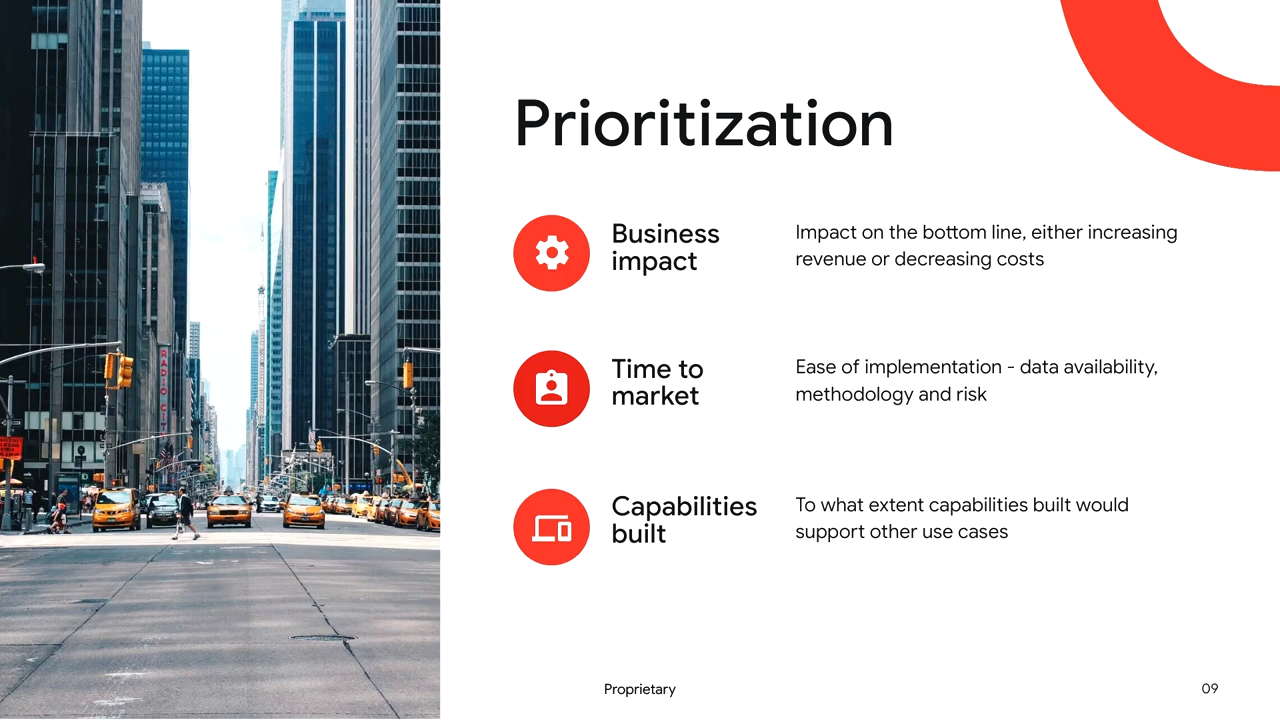 Prioritization
Business
impact
Impact on the bottom line, either increasing
revenue or decreasing costs
Time to
market
Ease of implementation - data availability,
methodology and risk
Capabilities
built
To what extent capabilities built would
support other use cases
RADIO CITY
Proprietary
09